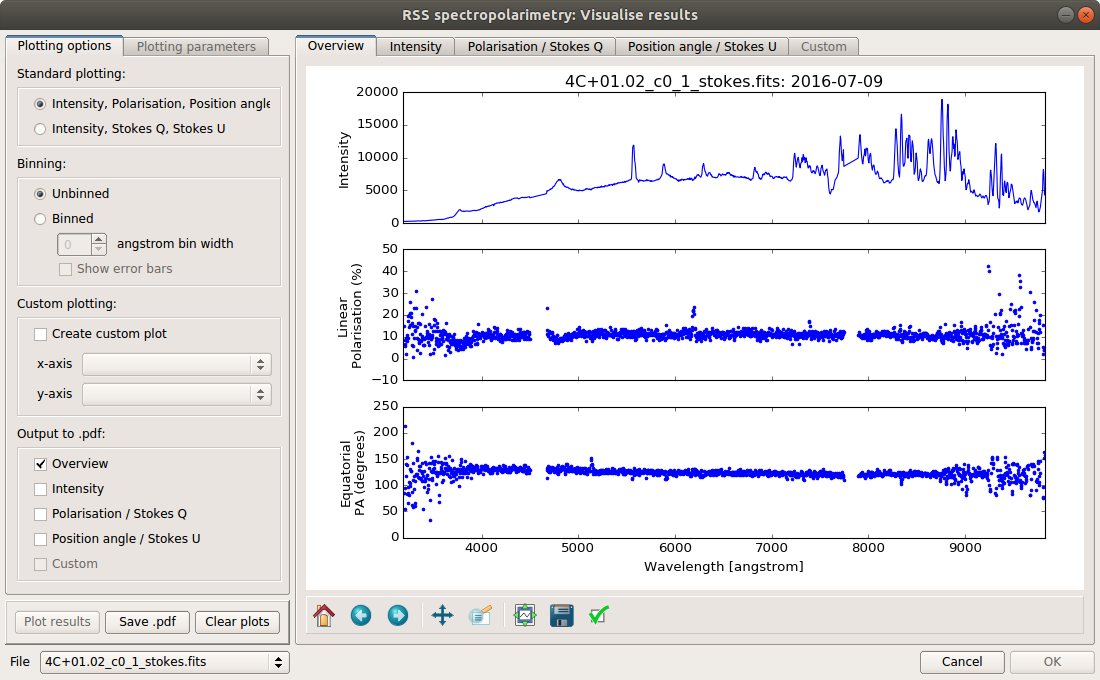 RSS spectropolarimetry: Visualise results
Plotting options
Plotting parameters
Standard plotting:
Intensity, Polarisation, Position angle
Intensity, Stokes Q, Stokes U
Binning:
Unbinned
Binned
0
angstrom bin width
Show error bars
Custom plotting:
Create custom plot
x-axis
y-axis
Output to .pdf:
Overview
Intensity
Polarisation / Stokes Q
Position angle / Stokes U
Custom
Plot results
Save .pdf
Clear plots
File
4C+01.02_c0_1_stokes.fits
Overview
Intensity
Polarisation / Stokes Q
Position angle / Stokes U
Custom
4C+01.02_c0_1_stokes.fits: 2016-07-09
20000
15000
10000
5000
0
Intensity
50
40
30
20
10
0
−10
Linear
Polarisation (%)
250
200
150
100
50
0
Equatorial
PA (degrees)
4000
5000
6000
7000
8000
9000
Wavelength [angstrom]
Cancel
OK